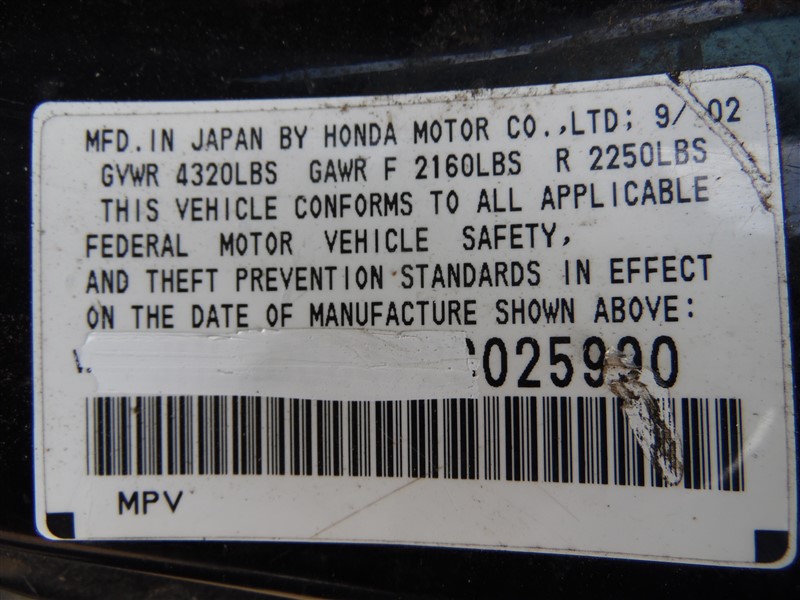 MFD.IN JAPAN BY HONDA MOTOR CO.,LTD; 9/ 02
GVWR 4320LBS GAWR F 2160LBS R 2250LBS
THIS VEHICLE CONFORMS TO ALL APPLICABLE
FEDERAL MOTOR VEHICLE SAFETY,
AND THEFT PREVENTION STANDARDS IN EFFECT
ON THE DATE OF MANUFACTURE SHOWN ABOVE:
C025990
MPV